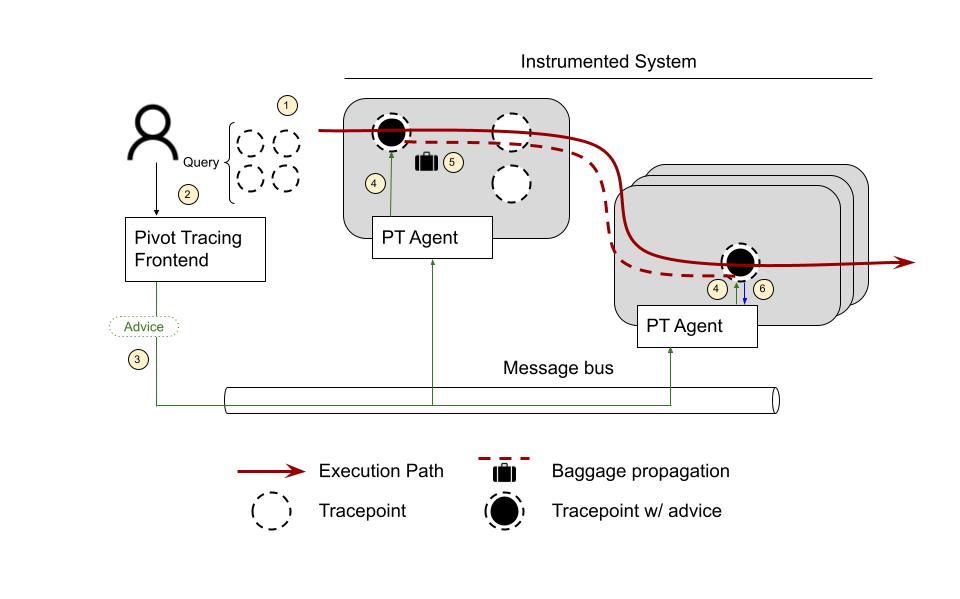 Instrumented System
1
Query
2
4
5
Pivot Tracing
Frontend
PT Agent
4
6
PT Agent
Advice
3
Message bus
Execution Path
Baggage propagation
Tracepoint
Tracepoint w/ advice